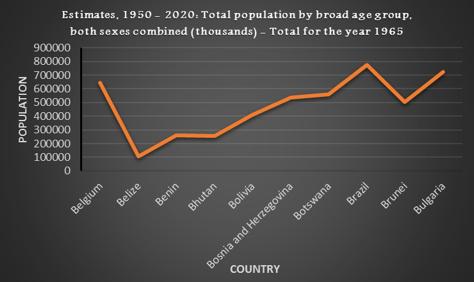 Estimates, 1950 – 2020: Total population by broad age group,
both sexes combined (thousands) – Total for the year 1965
900000
800000
700000
600000
500000
400000
300000
200000
100000
0
POPULATION
Belgium
Belize
Benin
Bhutan
Bolivia
Bosnia and Herzegovina
Botswana
Brazil
Brunei
Bulgaria
COUNTRY